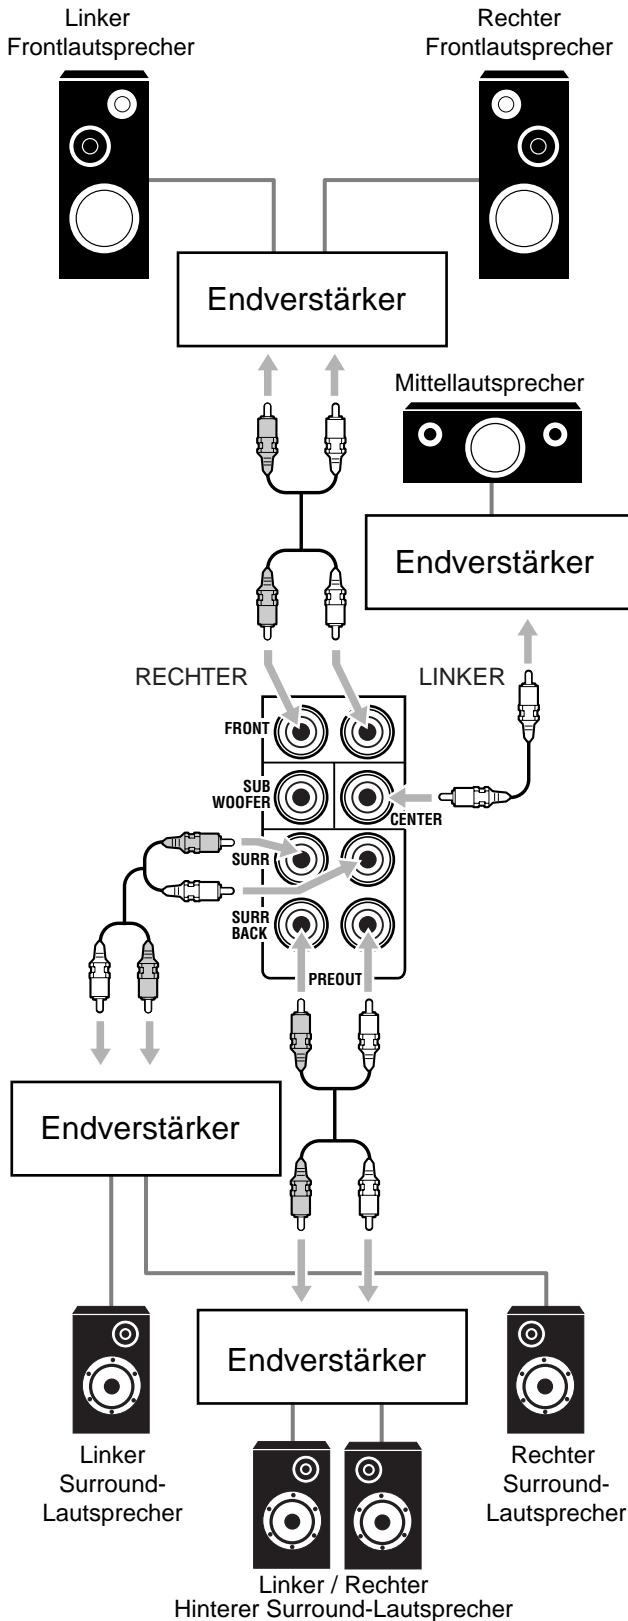 Linker
Frontlautsprecher
Rechter
Frontlautsprecher
Endverstärker
Mittellautsprecher
Endverstärker
RECHTER
LINKER
FRONT
SUB
WOOFER
CENTER
SURR
SURR
BACK
PREOUT
Endverstärker
Endverstärker
Linker
Surround-
Lautsprecher
Rechter
Surround-
Lautsprecher
Linker / Rechter
Hinterer Surround-Lautsprecher